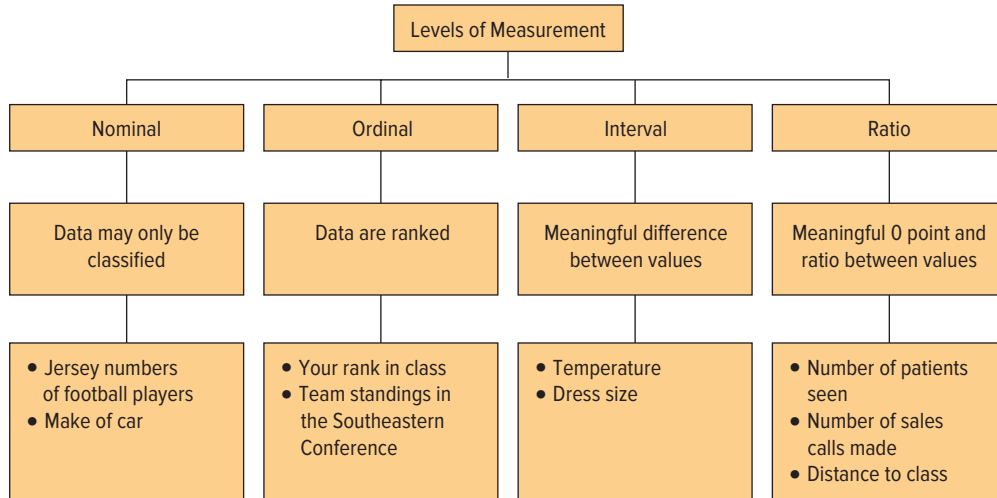 Levels of Measurement
Nominal
Ordinal
Interval
Ratio
Data may only be
classified
Data are ranked
Meaningful difference
between values
Meaningful 0 point and
ratio between values
• Jersey numbers
of football players
• Make of car
• Your rank in class
• Team standings in
the Southeastern
Conference
• Temperature
• Dress size
• Number of patients
seen
• Number of sales
calls made
• Distance to class